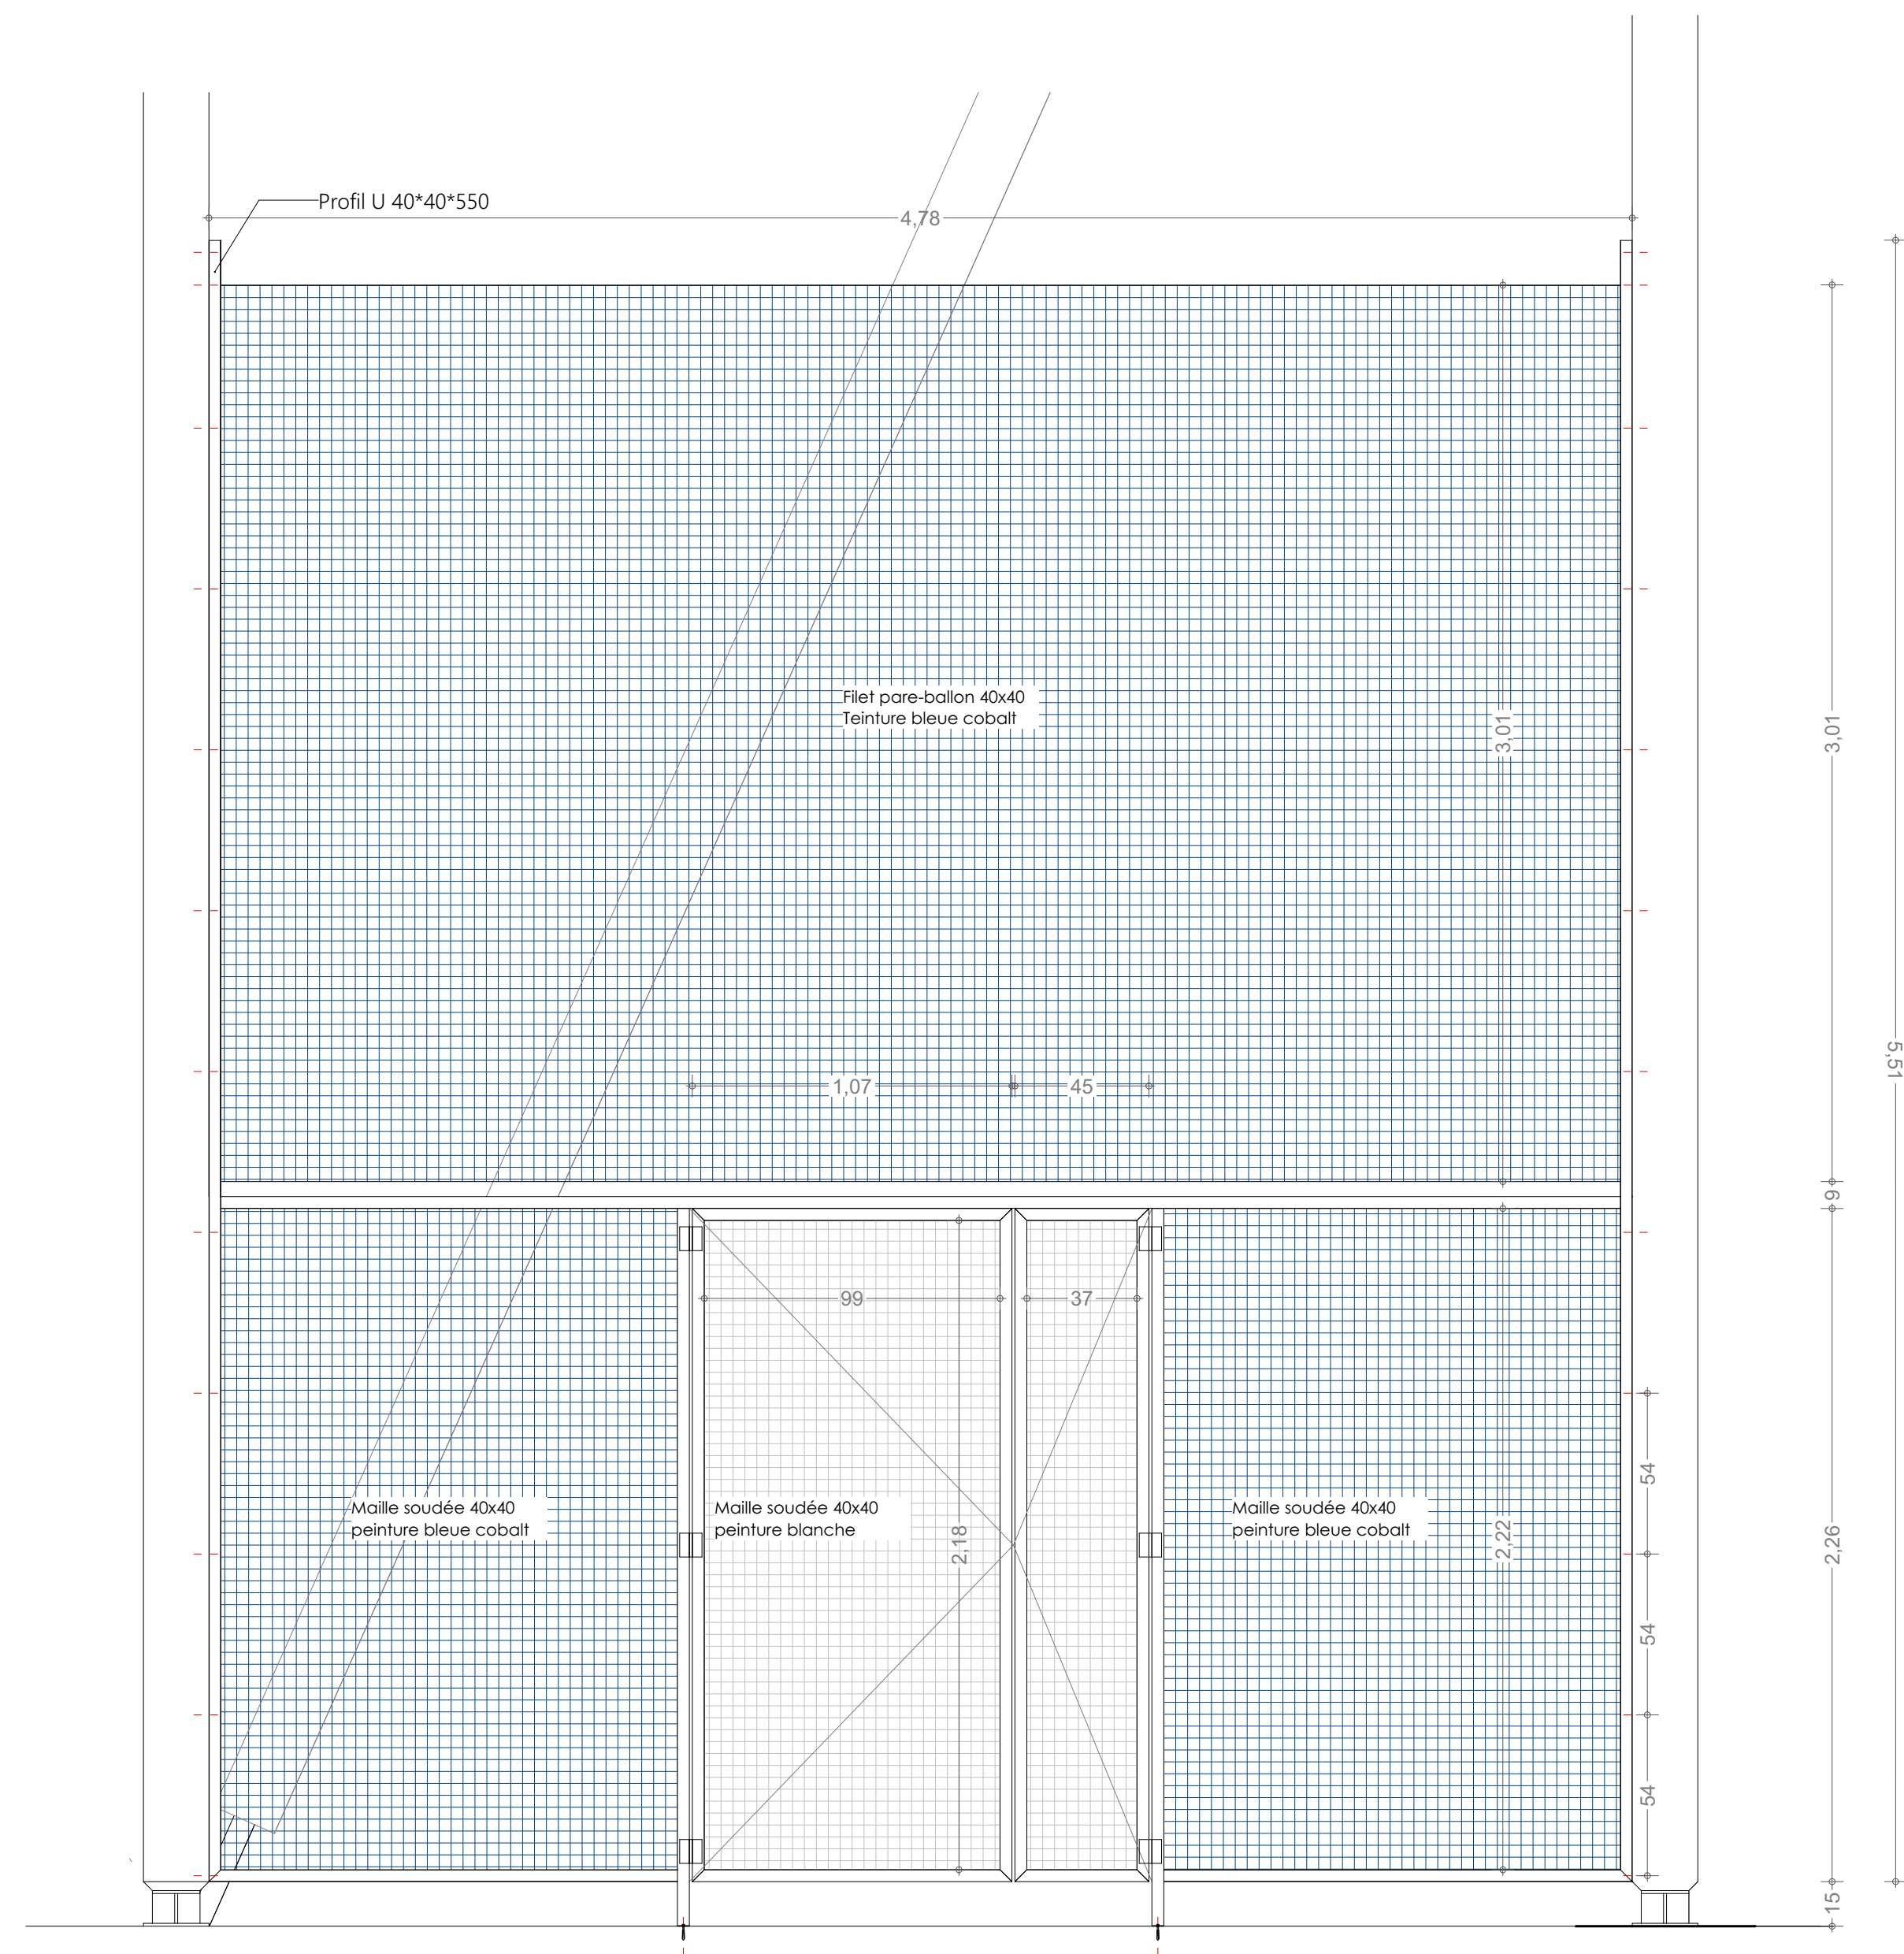 Profil U 40*40*550
4,78
Filet pare-ballon 40x40
Teinture bleue cobalt
3,01
3,01
5,51
1,07
45
9
99
37
54
Maille soudée 40x40
peinture bleue cobalt
Maille soudée 40x40
peinture blanche
2,18
Maille soudée 40x40
peinture bleue cobalt
2,22
2,26
54
54
15